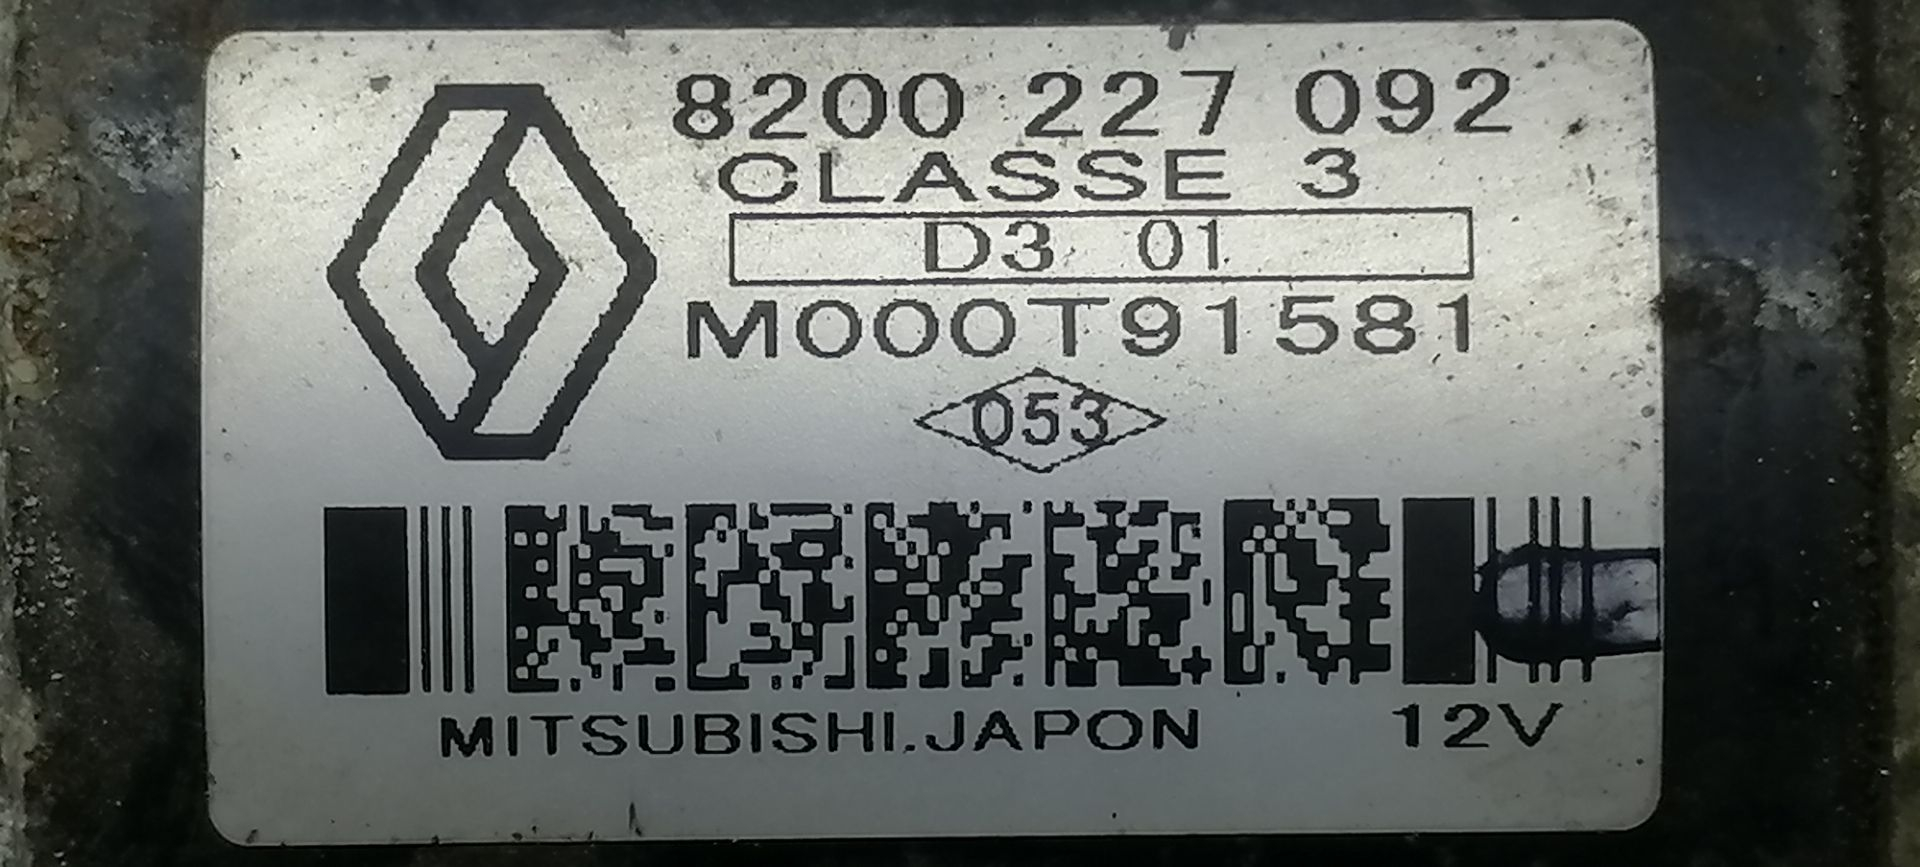 8200 227 092
CLASSE 3
D3 01
M000T91581
053
MITSUBISHI.JAPON 12V